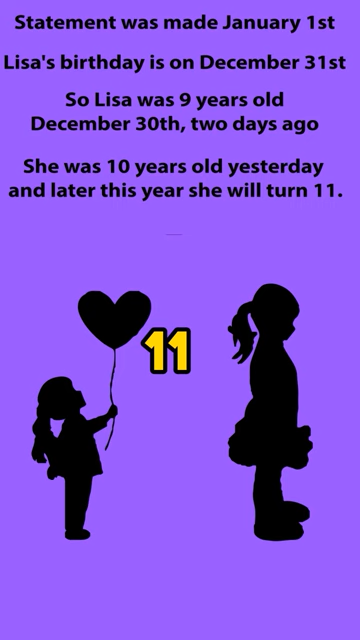 Statement was made January 1st
Lisa's birthday is on December 31st
So Lisa was 9 years old
December 30th, two days ago
She was 10 years old yesterday
and later this year she will turn 11.
11